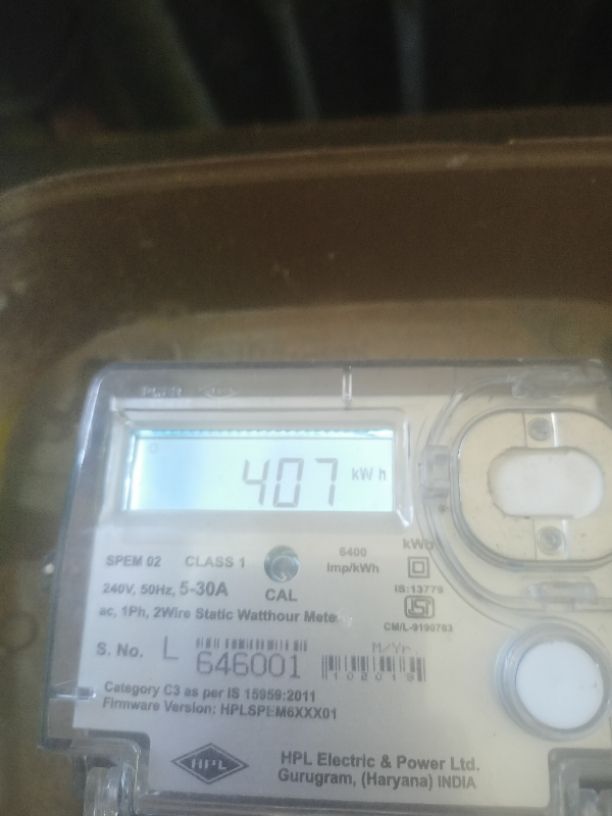 407 kWh
SPEM 02 CLASS 1 6400 imp/kWh kWh
240V, 50Hz, 5-30A CAL IS:13779
ac, 1Ph, 2Wire Static Watthour Meter
CM/L-9190763
S. No. L 646001 M/Yr.
102019
Category C3 as per IS 15959:2011
Firmware Version: HPLSPEM6XXX01
HPL HPL Electric & Power Ltd.
Gurugram, (Haryana) INDIA